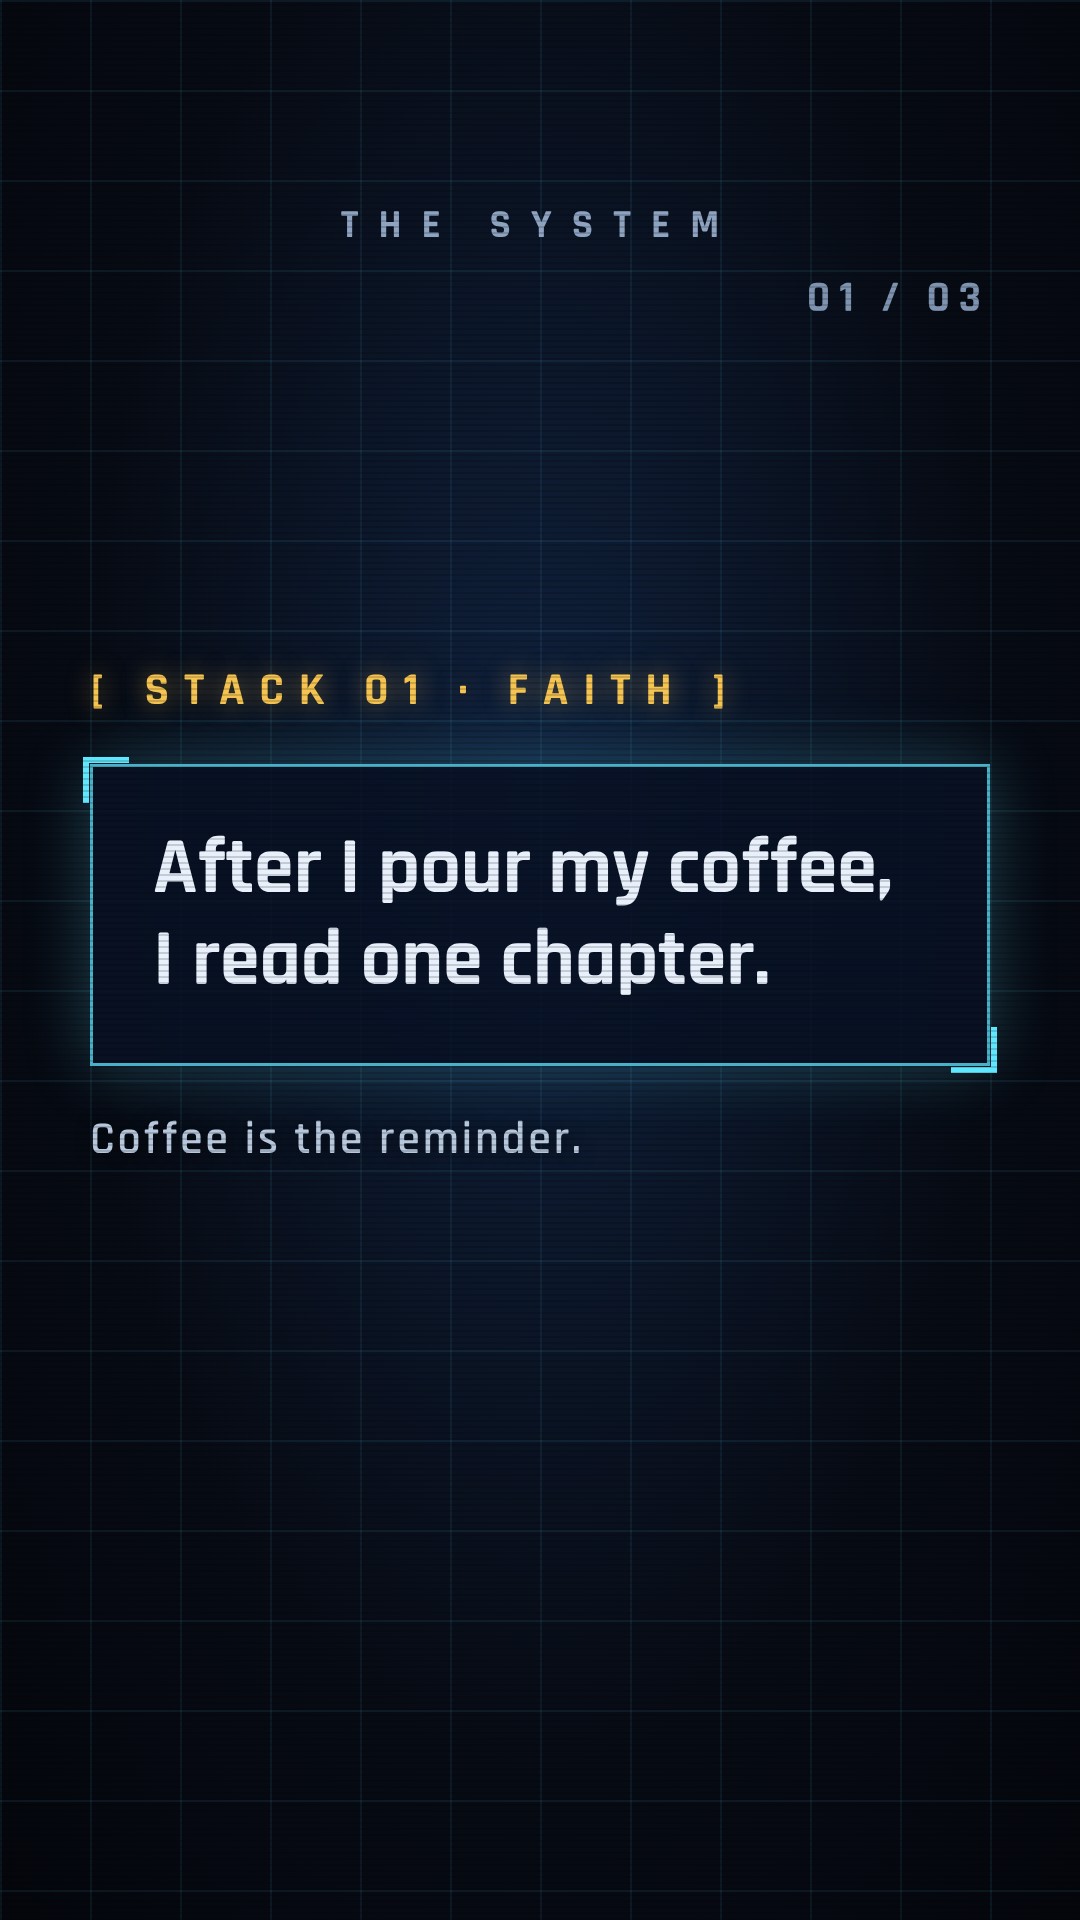 THE SYSTEM
01 / 03
[ STACK 01 · FAITH ]
After I pour my coffee,
I read one chapter.
Coffee is the reminder.